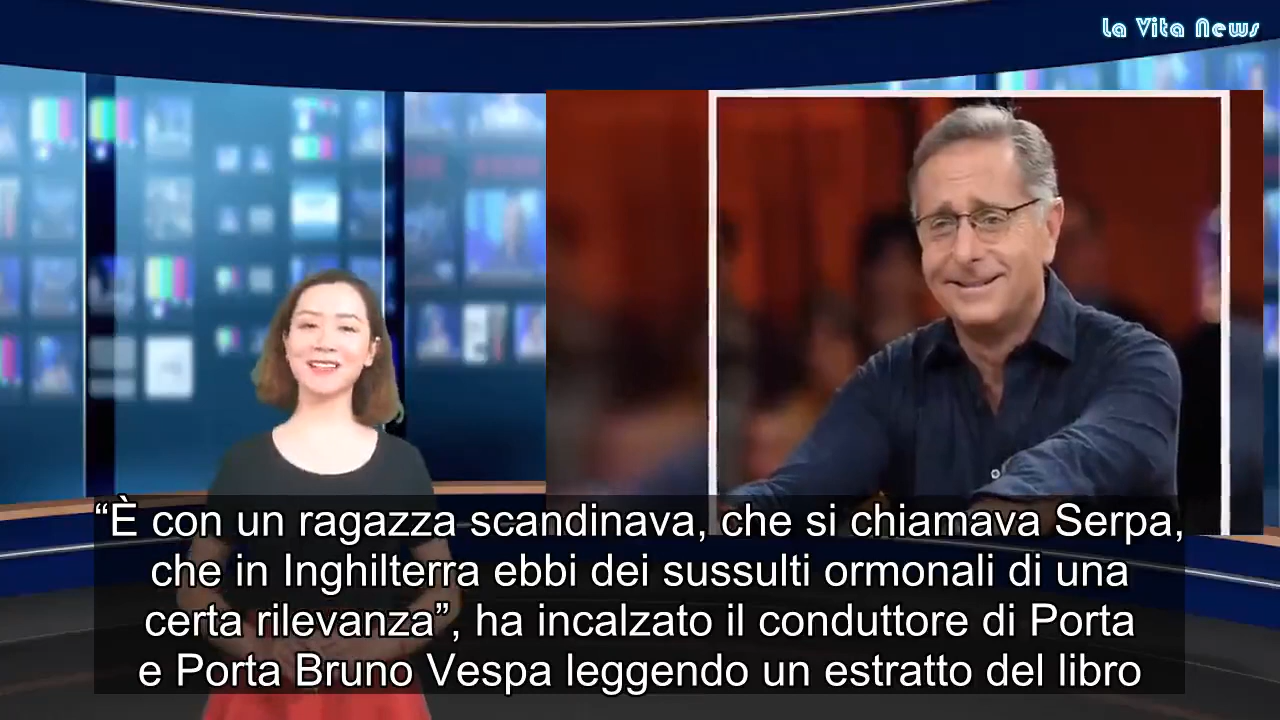 La Vita News
“È con un ragazza scandinava, che si chiamava Serpa,
che in Inghilterra ebbi dei sussulti ormonali di una
certa rilevanza”, ha incalzato il conduttore di Porta
e Porta Bruno Vespa leggendo un estratto del libro